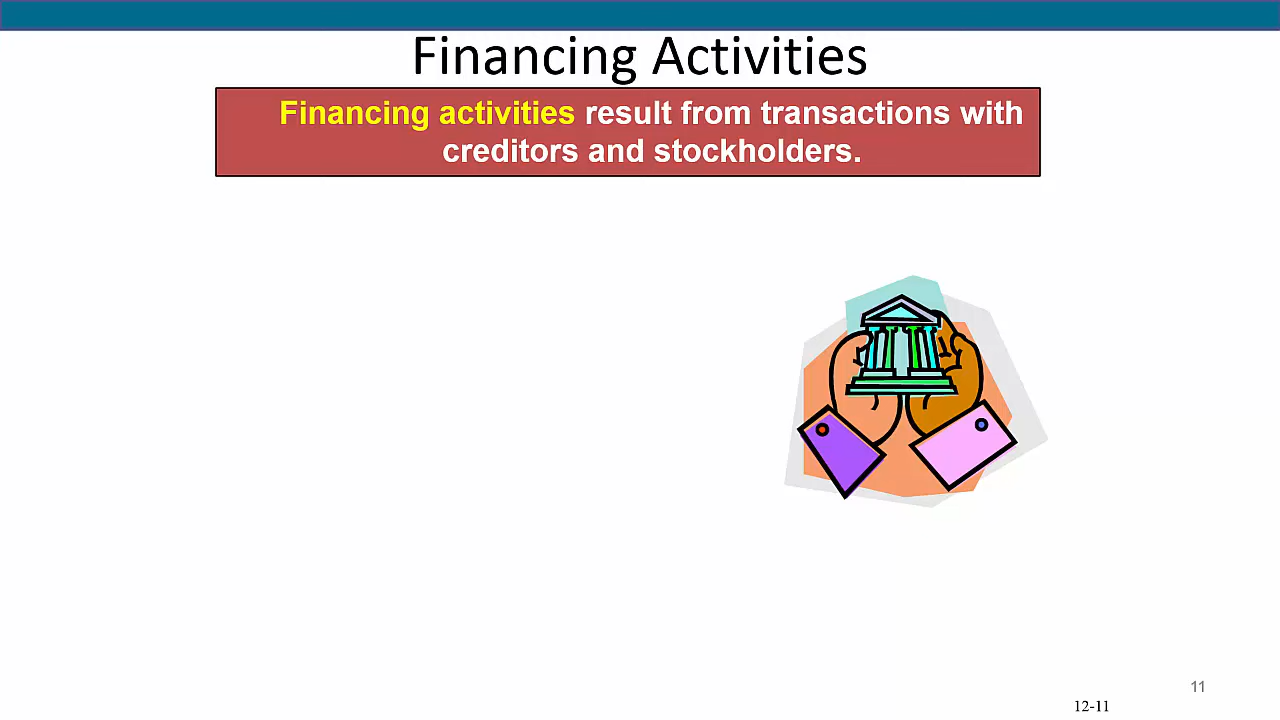 Financing Activities
Financing activities result from transactions with
creditors and stockholders.
11
12-11